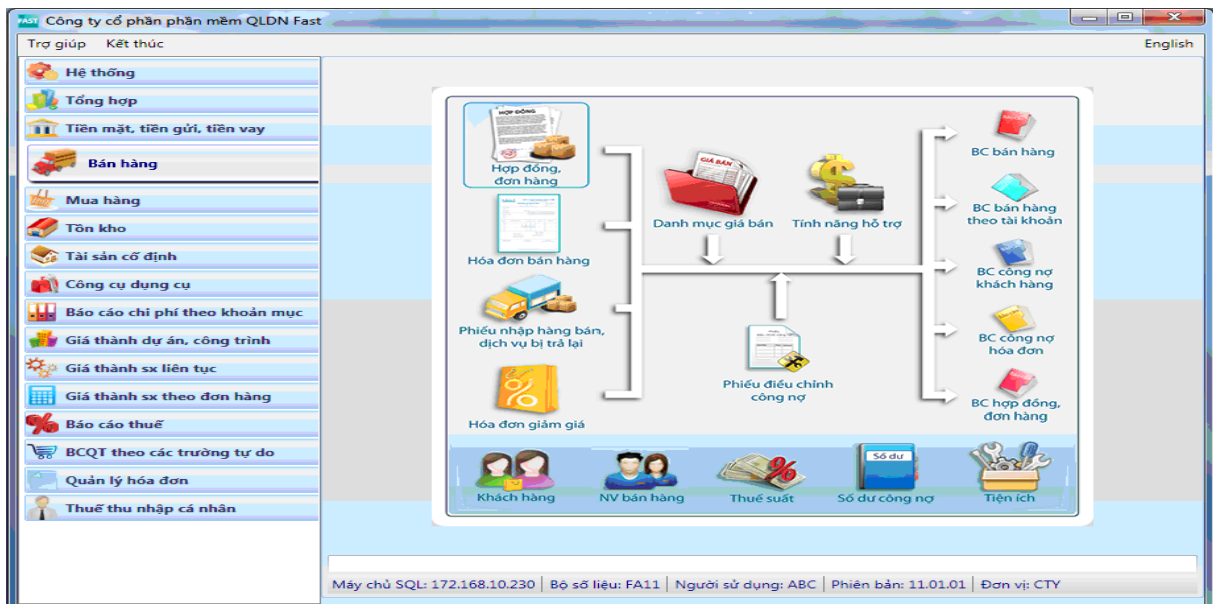 FAST Công ty cổ phần phần mềm QLDN Fast
Trợ giúp Kết thúc English
Hệ thống
Tổng hợp
Tiền mặt, tiền gửi, tiền vay
Bán hàng
Mua hàng
Tồn kho
Tài sản cố định
Công cụ dụng cụ
Báo cáo chi phí theo khoản mục
Giá thành dự án, công trình
Giá thành sx liên tục
Giá thành sx theo đơn hàng
Báo cáo thuế
BCQT theo các trường tự do
Quản lý hóa đơn
Thuế thu nhập cá nhân
HỢP ĐỒNG
Hợp đồng,
đơn hàng
Hóa đơn bán hàng
Phiếu nhập hàng bán,
dịch vụ bị trả lại
Hóa đơn giảm giá
GIÁ BÁN
Danh mục giá bán
Tính năng hỗ trợ
Phiếu điều chỉnh
công nợ
BC bán hàng
BC bán hàng
theo tài khoản
BC công nợ
khách hàng
BC công nợ
hóa đơn
BC hợp đồng,
đơn hàng
Khách hàng
NV bán hàng
Thuế suất
Số dư
Số dư công nợ
Tiện ích
Máy chủ SQL: 172.168.10.230 | Bộ số liệu: FA11 | Người sử dụng: ABC | Phiên bản: 11.01.01 | Đơn vị: CTY